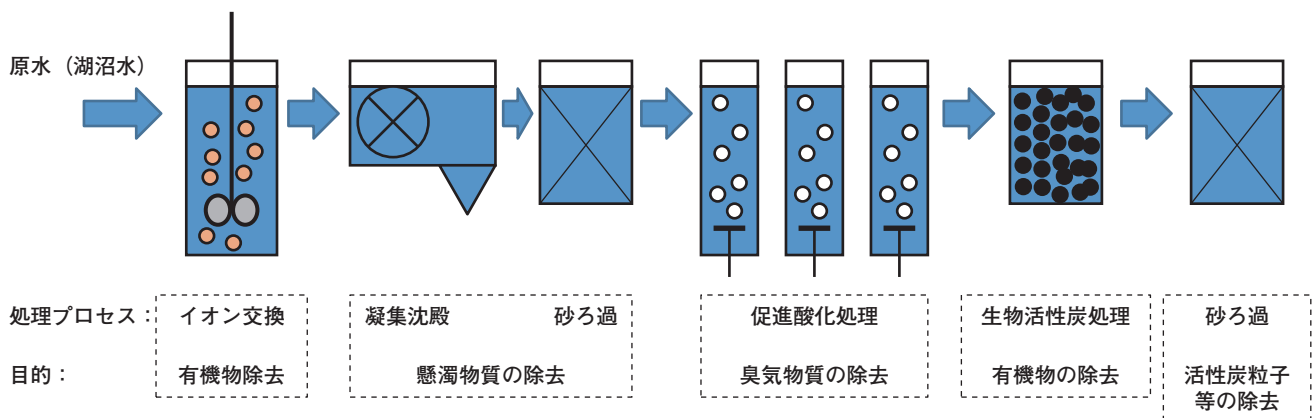 原水（湖沼水）
処理プロセス： イオン交換 凝集沈殿 砂ろ過 促進酸化処理 生物活性炭処理 砂ろ過
目的： 有機物除去 懸濁物質の除去 臭気物質の除去 有機物の除去 活性炭粒子
等の除去